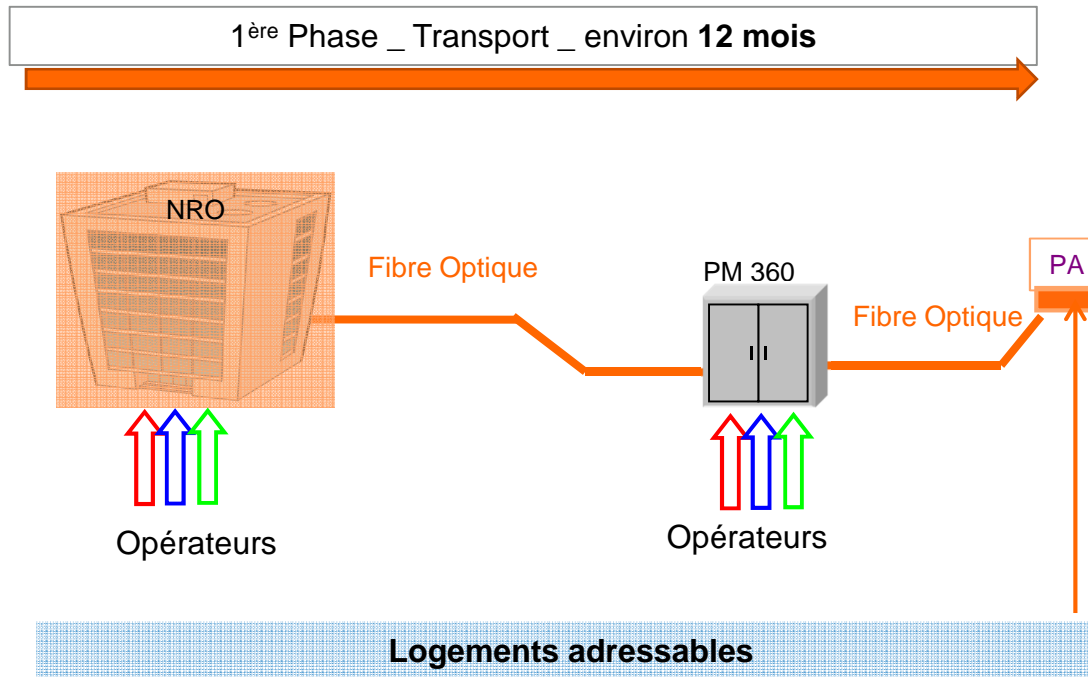 1ère Phase _ Transport _ environ 12 mois
NRO
Fibre Optique
PM 360
PA
Fibre Optique
Opérateurs
Opérateurs
Logements adressables